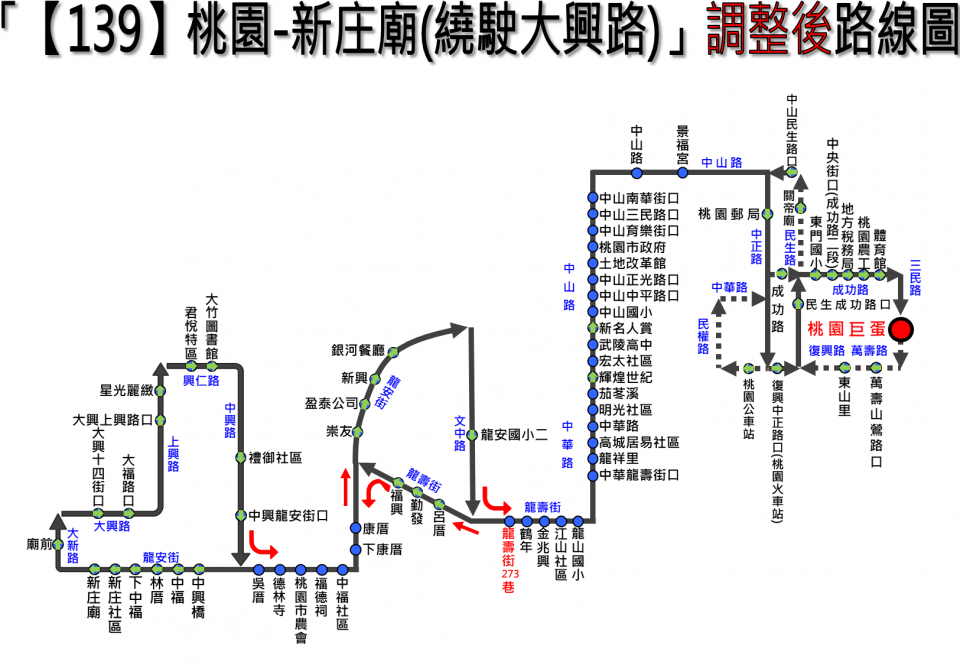 「【139】桃園-新庄廟(繞駛大興路)」調整後路線圖
中山民生路口
中山路
景福宮
中山路
中央街口(成功路二段)
關帝廟
東門國小
地方稅務局
桃園農工
體育館
中山南華街口
中山三民路口
中山育樂街口
桃園市政府
土地改革館
中山正光路口
中山中平路口
中山國小
新名人賞
武陵高中
宏太社區
輝煌世紀
茄苳溪
明光社區
中華路
高城居易社區
龍祥里
中華龍壽街口
中山路
中華路
桃園郵局
中正路
民生路
成功路
成功路
三民路
民生成功路口
桃園巨蛋
中華路
民權路
復興路
萬壽路
桃園公車站
復興中正路口(桃園火車站)
東山里
萬壽山鶯路口
大竹圖書館
君悅特區
興仁路
星光麗緻
大興上興路口
大興十四街口
大福路口
上興路
大興路
中興路
禮御社區
中興龍安街口
廟前
大新路
龍安街
新庄廟
新庄社區
下中福
林厝
中福
中興橋
吳厝
德林寺
桃園市農會
福德祠
中福社區
下康厝
康厝
崇友
盈泰公司
新興
銀河餐廳
龍安街
文中路
龍安國小二
龍壽街
福興
勤發
呂厝
龍壽街
龍壽街273巷
鶴年
金兆興
江山社區
龍山國小